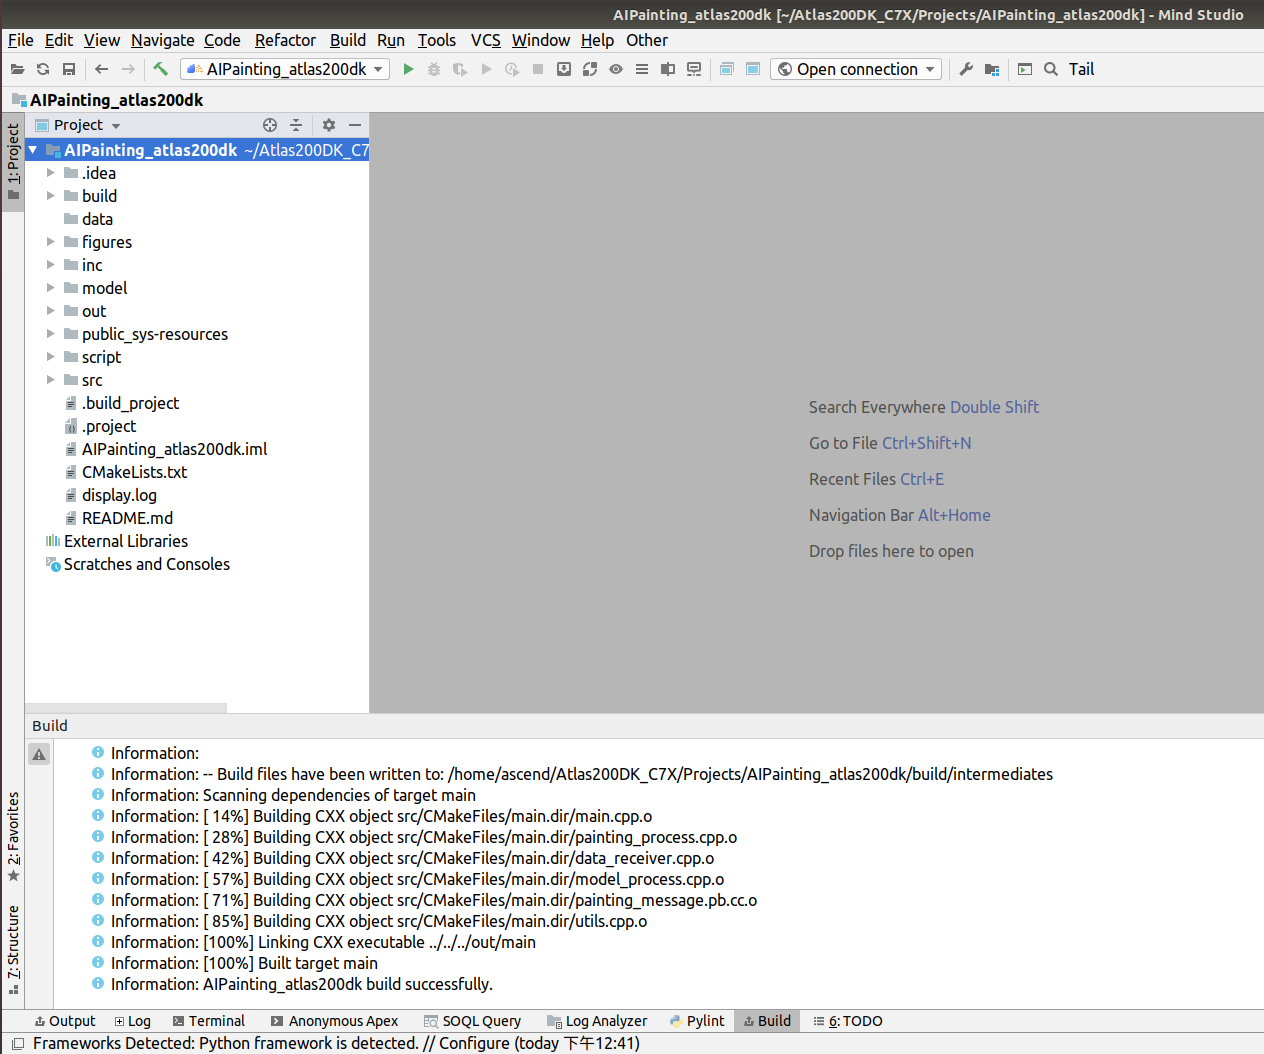 AIPainting_atlas200dk [~/Atlas200DK_C7X/Projects/AIPainting_atlas200dk] - Mind Studio
File Edit View Navigate Code Refactor Build Run Tools VCS Window Help Other
AIPainting_atlas200dk Open connection Tail
AIPainting_atlas200dk
1: Project
Project
AIPainting_atlas200dk ~/Atlas200DK_C7
.idea
build
data
figures
inc
model
out
public_sys-resources
script
src
.build_project
.project
AIPainting_atlas200dk.iml
CMakeLists.txt
display.log
README.md
External Libraries
Scratches and Consoles
Search Everywhere Double Shift
Go to File Ctrl+Shift+N
Recent Files Ctrl+E
Navigation Bar Alt+Home
Drop files here to open
2: Favorites
7: Structure
Build
Information:
Information: -- Build files have been written to: /home/ascend/Atlas200DK_C7X/Projects/AIPainting_atlas200dk/build/intermediates
Information: Scanning dependencies of target main
Information: [ 14%] Building CXX object src/CMakeFiles/main.dir/main.cpp.o
Information: [ 28%] Building CXX object src/CMakeFiles/main.dir/painting_process.cpp.o
Information: [ 42%] Building CXX object src/CMakeFiles/main.dir/data_receiver.cpp.o
Information: [ 57%] Building CXX object src/CMakeFiles/main.dir/model_process.cpp.o
Information: [ 71%] Building CXX object src/CMakeFiles/main.dir/painting_message.pb.cc.o
Information: [ 85%] Building CXX object src/CMakeFiles/main.dir/utils.cpp.o
Information: [100%] Linking CXX executable ../../../out/main
Information: [100%] Built target main
Information: AIPainting_atlas200dk build successfully.
Output Log Terminal Anonymous Apex SOQL Query Log Analyzer Pylint Build 6: TODO
Frameworks Detected: Python framework is detected. // Configure (today 下午12:41)